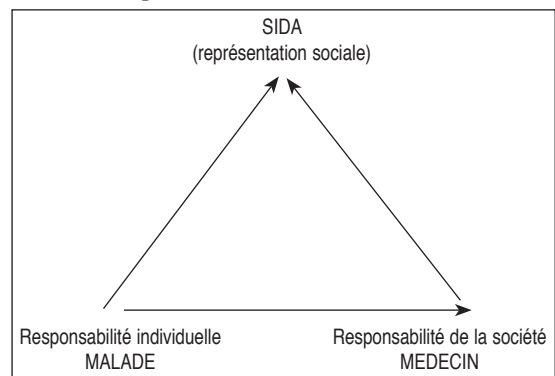 SIDA
(représentation sociale)
Responsabilité individuelle
MALADE
Responsabilité de la société
MEDECIN